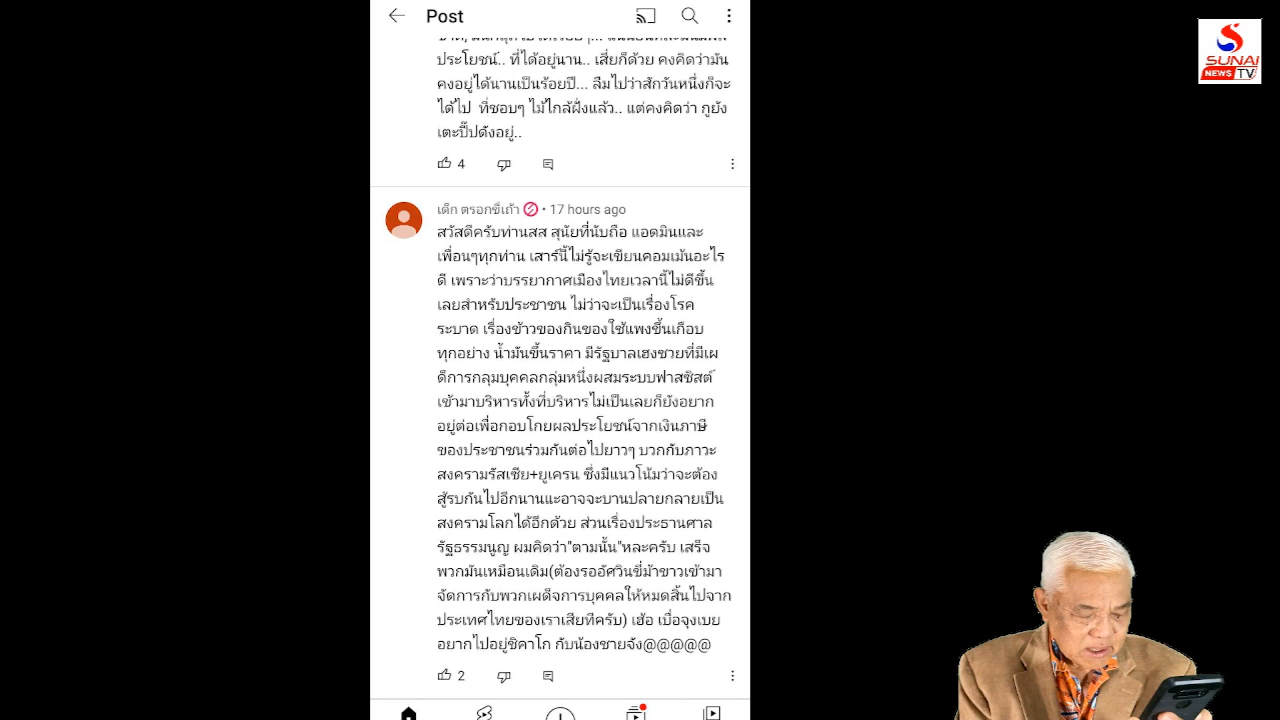 Post
ประโยชน์.. ที่ได้อยู่นาน.. เสี่ยก็ด้วย คงคิดว่ามัน
คงอยู่ได้นานเป็นร้อยปี... ลืมไปว่าสักวันหนึ่งก็จะ
ได้ไป ที่ชอบๆ ไม้ไกล้ฝั่งแล้ว.. แต่คงคิดว่า กูยัง
เตะปี๊ปดังอยู่..
4
เด็ก ตรอกขี้เถ้า • 17 hours ago
สวัสดีครับท่านสส สุนัยที่นับถือ แอดมินและ
เพื่อนๆทุกท่าน เสาร์นี้ไม่รู้จะเขียนคอมเม้นอะไร
ดี เพราะว่าบรรยากาศเมืองไทยเวลานี้ไม่ดีขึ้น
เลยสำหรับประชาชน ไม่ว่าจะเป็นเรื่องโรค
ระบาด เรื่องข้าวของกินของใช้แพงขึ้นเกือบ
ทุกอย่าง น้ำมันขึ้นราคา มีรัฐบาลเฮงซวยที่มีเผ
ด็การกลุมบุคคลกลุ่มหนึ่งผสมระบบฟาสซิสต์
เข้ามาบริหารทั้งที่บริหารไม่เป็นเลยก็ยังอยาก
อยู่ต่อเพื่อกอบโกยผลประโยชน์จากเงินภาษี
ของประชาชนร่วมกันต่อไปยาวๆ บวกกับภาวะ
สงครามรัสเซีย+ยูเครน ซึ่งมีแนวโน้มว่าจะต้อง
สู้รบกันไปอีกนานแะอาจจะบานปลายกลายเป็น
สงครามโลกได้อีกด้วย ส่วนเรื่องประธานศาล
รัฐธรรมนูญ ผมคิดว่า"ตามนั้น"หละครับ เสร็จ
พวกมันเหมือนเดิม(ต้องรออัศวินขี่ม้าขาวเข้ามา
จัดการกับพวกเผด็จการบุคคลให้หมดสิ้นไปจาก
ประเทศไทยของเราเสียทีครับ) เฮ้อ เบื่อจุงเบย
อยากไปอยู่ชิคาโก กับน้องชายจัง@@@@@
2
SUNAI
NEWS TV